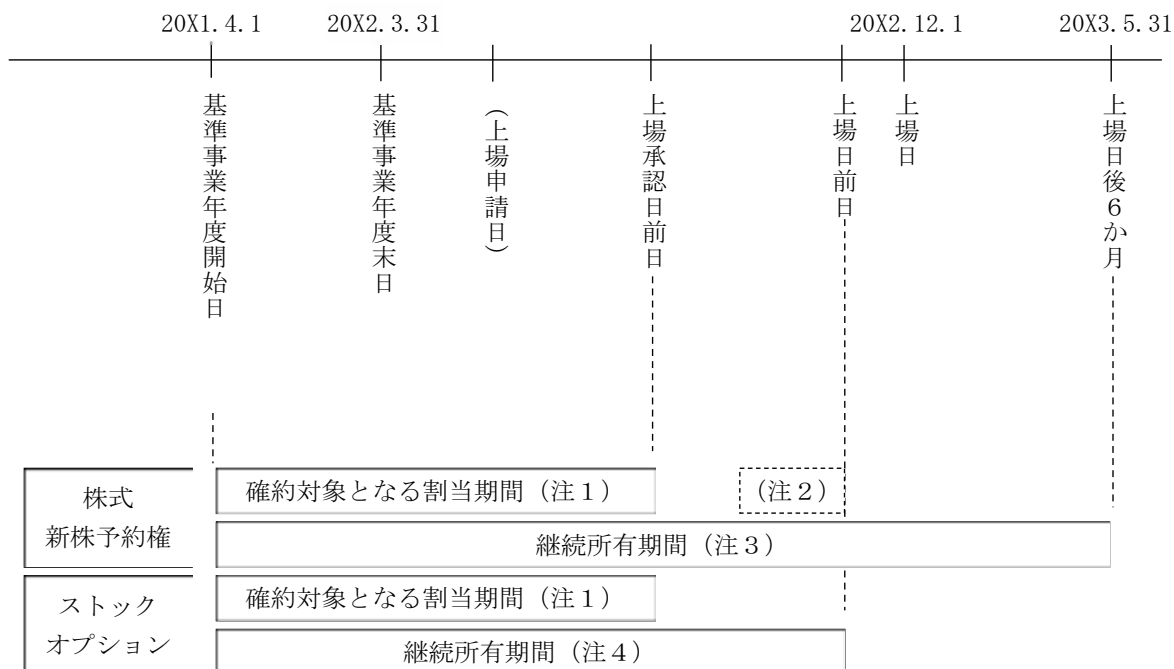 20X1.4.1
20X2.3.31
20X2.12.1
20X3.5.31
基準事業年度開始日
基準事業年度末日
（上場申請日）
上場承認日前日
上場日前日
上場日
上場日後６か月
株式
新株予約権
確約対象となる割当期間（注１）
（注２）
継続所有期間（注３）
ストック
オプション
確約対象となる割当期間（注１）
継続所有期間（注４）